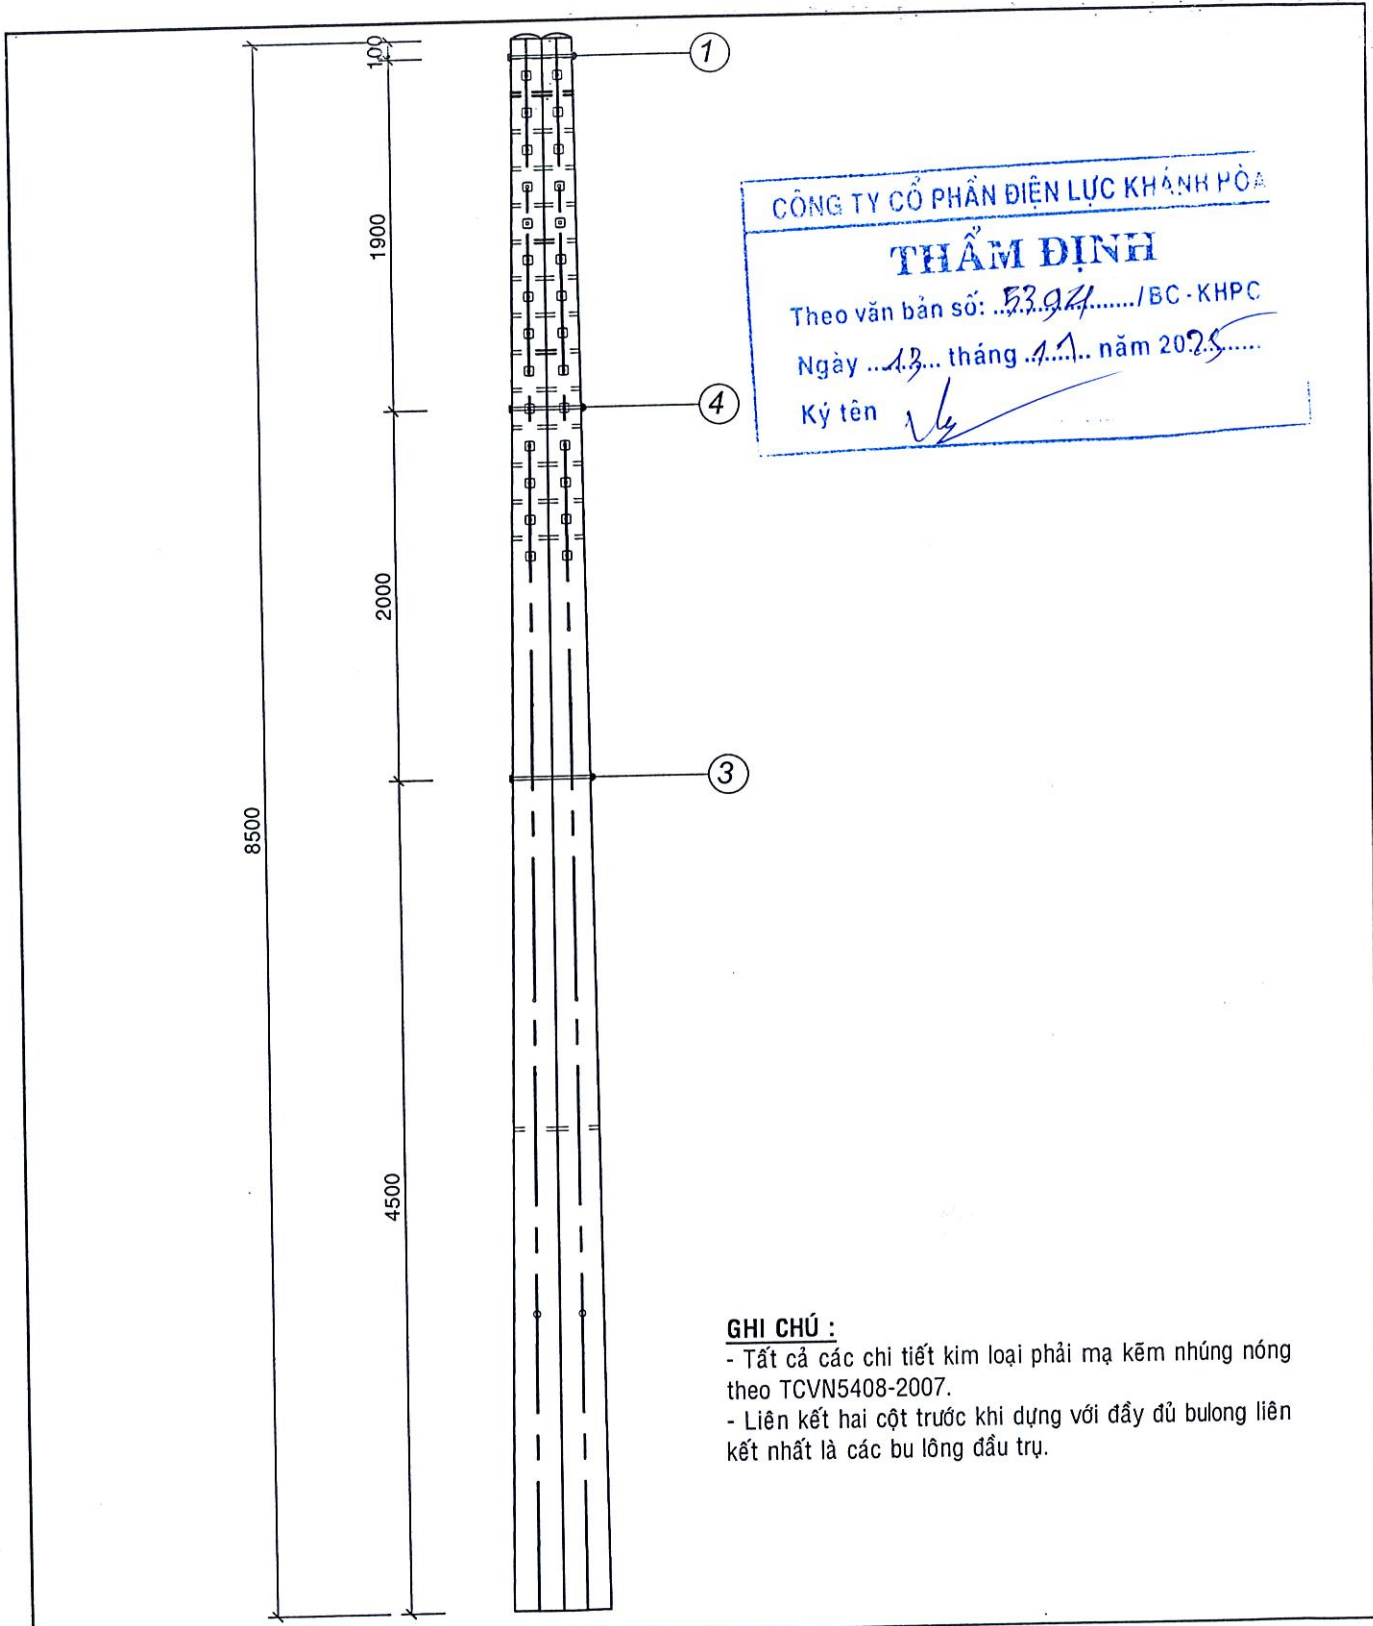 100
1
CÔNG TY CỔ PHẦN ĐIỆN LỰC KHÁNH HÒA
THẨM ĐỊNH
Theo văn bản số: ................/BC-KHPC
Ngày ...13... tháng .11.. năm 2025
Ký tên
1900
4
2000
3
8500
4500
GHI CHÚ :
- Tất cả các chi tiết kim loại phải mạ kẽm nhúng nóng
theo TCVN5408-2007.
- Liên kết hai cột trước khi dựng với đầy đủ bulong liên
kết nhất là các bu lông đầu trụ.